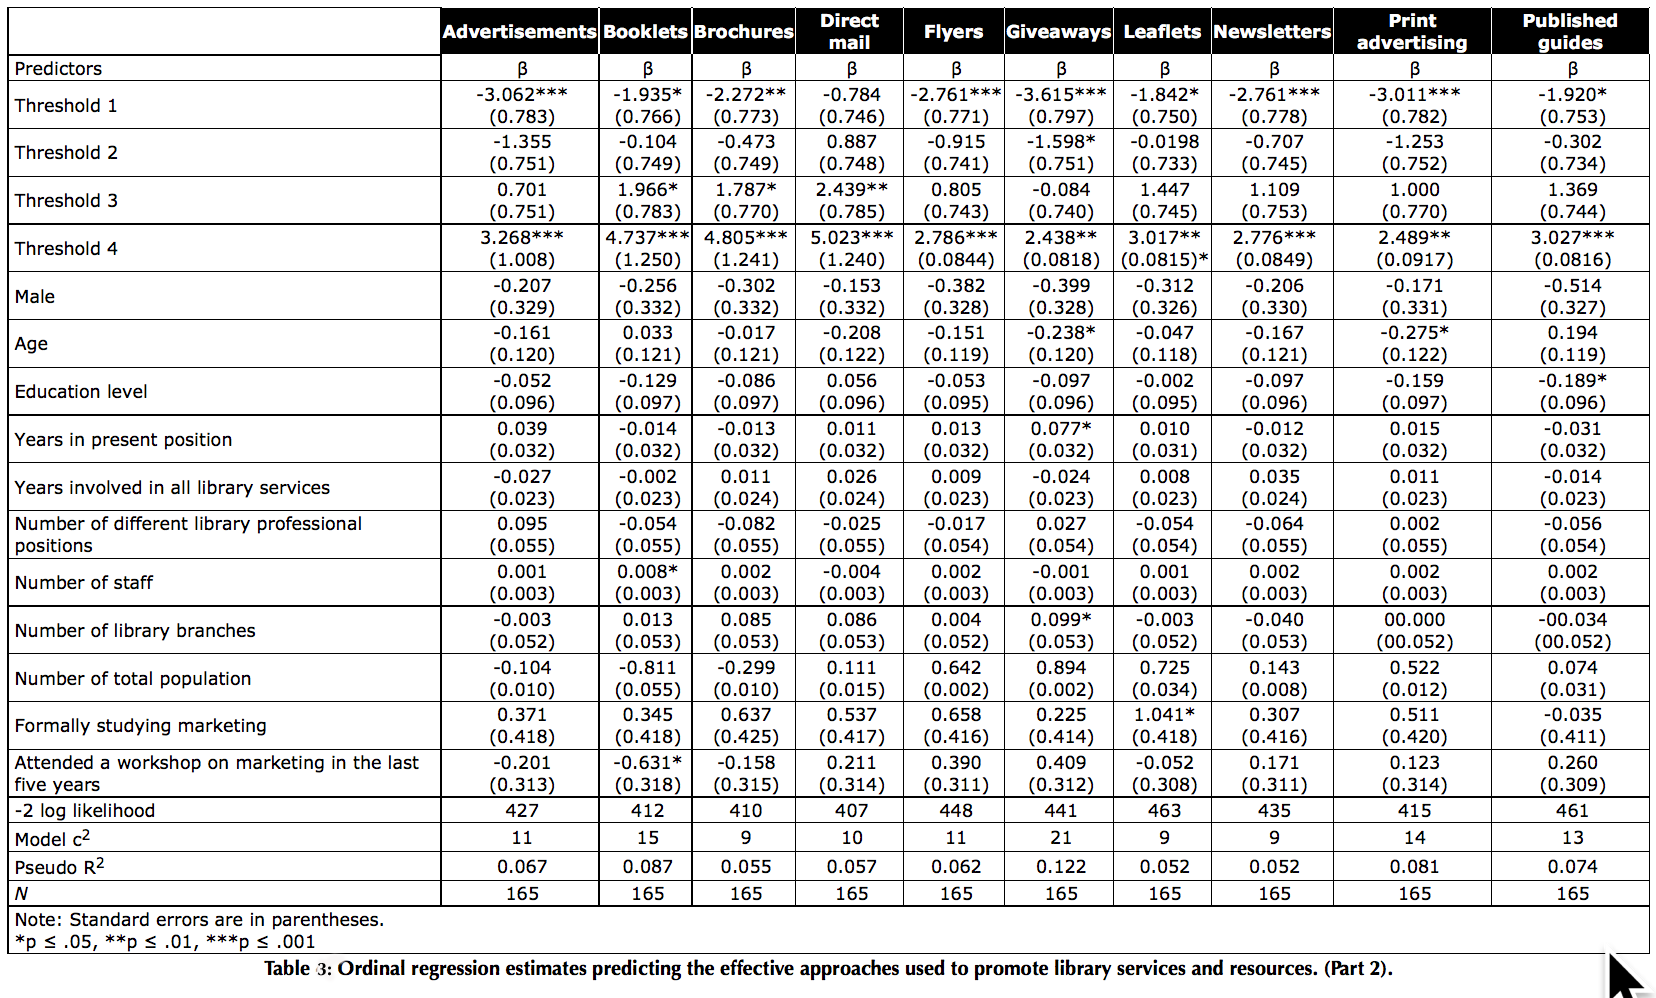 Advertisements Booklets Brochures Direct mail Flyers Giveaways Leaflets Newsletters Print advertising Published guides
Predictors β β β β β β β β β β
Threshold 1 -3.062*** -1.935* -2.272** -0.784 -2.761*** -3.615*** -1.842* -2.761*** -3.011*** -1.920*
(0.783) (0.766) (0.773) (0.746) (0.771) (0.797) (0.750) (0.778) (0.782) (0.753)
Threshold 2 -1.355 -0.104 -0.473 0.887 -0.915 -1.598* -0.0198 -0.707 -1.253 -0.302
(0.751) (0.749) (0.749) (0.748) (0.741) (0.751) (0.733) (0.745) (0.752) (0.734)
Threshold 3 0.701 1.966* 1.787* 2.439** 0.805 -0.084 1.447 1.109 1.000 1.369
(0.751) (0.783) (0.770) (0.785) (0.743) (0.740) (0.745) (0.753) (0.770) (0.744)
Threshold 4 3.268*** 4.737*** 4.805*** 5.023*** 2.786*** 2.438** 3.017** 2.776*** 2.489** 3.027***
(1.008) (1.250) (1.241) (1.240) (0.0844) (0.0818) (0.0815)* (0.0849) (0.0917) (0.0816)
Male -0.207 -0.256 -0.302 -0.153 -0.382 -0.399 -0.312 -0.206 -0.171 -0.514
(0.329) (0.332) (0.332) (0.332) (0.328) (0.328) (0.326) (0.330) (0.331) (0.327)
Age -0.161 0.033 -0.017 -0.208 -0.151 -0.238* -0.047 -0.167 -0.275* 0.194
(0.120) (0.121) (0.121) (0.122) (0.119) (0.120) (0.118) (0.121) (0.122) (0.119)
Education level -0.052 -0.129 -0.086 0.056 -0.053 -0.097 -0.002 -0.097 -0.159 -0.189*
(0.096) (0.097) (0.097) (0.096) (0.095) (0.096) (0.095) (0.096) (0.097) (0.096)
Years in present position 0.039 -0.014 -0.013 0.011 0.013 0.077* 0.010 -0.012 0.015 -0.031
(0.032) (0.032) (0.032) (0.032) (0.032) (0.032) (0.031) (0.032) (0.032) (0.032)
Years involved in all library services -0.027 -0.002 0.011 0.026 0.009 -0.024 0.008 0.035 0.011 -0.014
(0.023) (0.023) (0.024) (0.024) (0.023) (0.023) (0.023) (0.024) (0.023) (0.023)
Number of different library professional 0.095 -0.054 -0.082 -0.025 -0.017 0.027 -0.054 -0.064 0.002 -0.056
positions (0.055) (0.055) (0.055) (0.055) (0.054) (0.054) (0.054) (0.055) (0.055) (0.054)
Number of staff 0.001 0.008* 0.002 -0.004 0.002 -0.001 0.001 0.002 0.002 0.002
(0.003) (0.003) (0.003) (0.003) (0.003) (0.003) (0.003) (0.003) (0.003) (0.003)
Number of library branches -0.003 0.013 0.085 0.086 0.004 0.099* -0.003 -0.040 00.000 -00.034
(0.052) (0.053) (0.053) (0.053) (0.052) (0.053) (0.052) (0.053) (00.052) (00.052)
Number of total population -0.104 -0.811 -0.299 0.111 0.642 0.894 0.725 0.143 0.522 0.074
(0.010) (0.055) (0.010) (0.015) (0.002) (0.002) (0.034) (0.008) (0.012) (0.031)
Formally studying marketing 0.371 0.345 0.637 0.537 0.658 0.225 1.041* 0.307 0.511 -0.035
(0.418) (0.418) (0.425) (0.417) (0.416) (0.414) (0.418) (0.416) (0.420) (0.411)
Attended a workshop on marketing in the last -0.201 -0.631* -0.158 0.211 0.390 0.409 -0.052 0.171 0.123 0.260
five years (0.313) (0.318) (0.315) (0.314) (0.311) (0.312) (0.308) (0.311) (0.314) (0.309)
-2 log likelihood 427 412 410 407 448 441 463 435 415 461
Model c² 11 15 9 10 11 21 9 9 14 13
Pseudo R² 0.067 0.087 0.055 0.057 0.062 0.122 0.052 0.052 0.081 0.074
N 165 165 165 165 165 165 165 165 165 165
Note: Standard errors are in parentheses.
*p ≤ .05, **p ≤ .01, ***p ≤ .001
Table 3: Ordinal regression estimates predicting the effective approaches used to promote library services and resources. (Part 2).